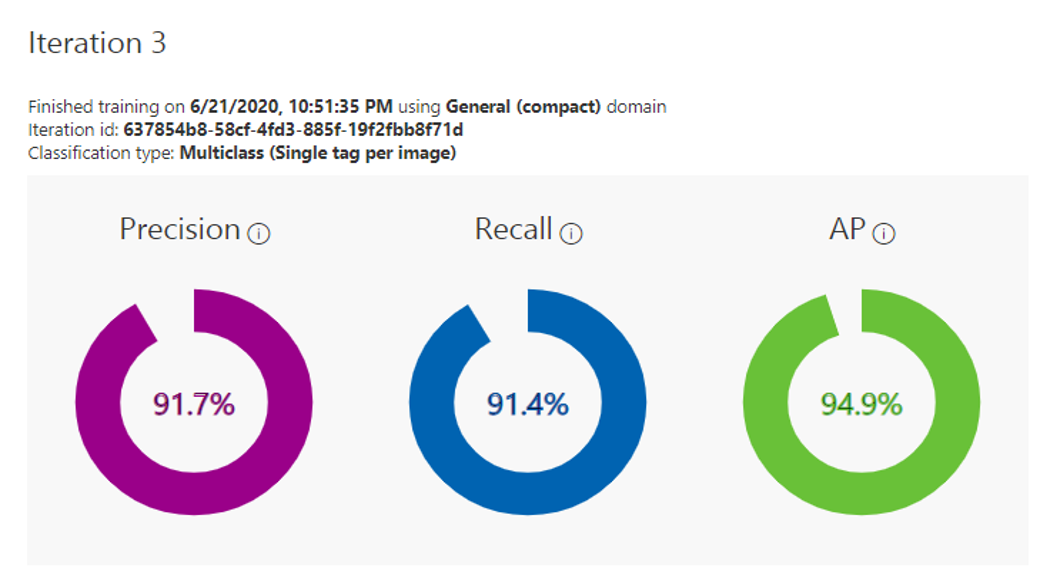 Iteration 3
Finished training on 6/21/2020, 10:51:35 PM using General (compact) domain
Iteration id: 637854b8-58cf-4fd3-885f-19f2fbb8f71d
Classification type: Multiclass (Single tag per image)
Precision i Recall i AP i
91.7% 91.4% 94.9%